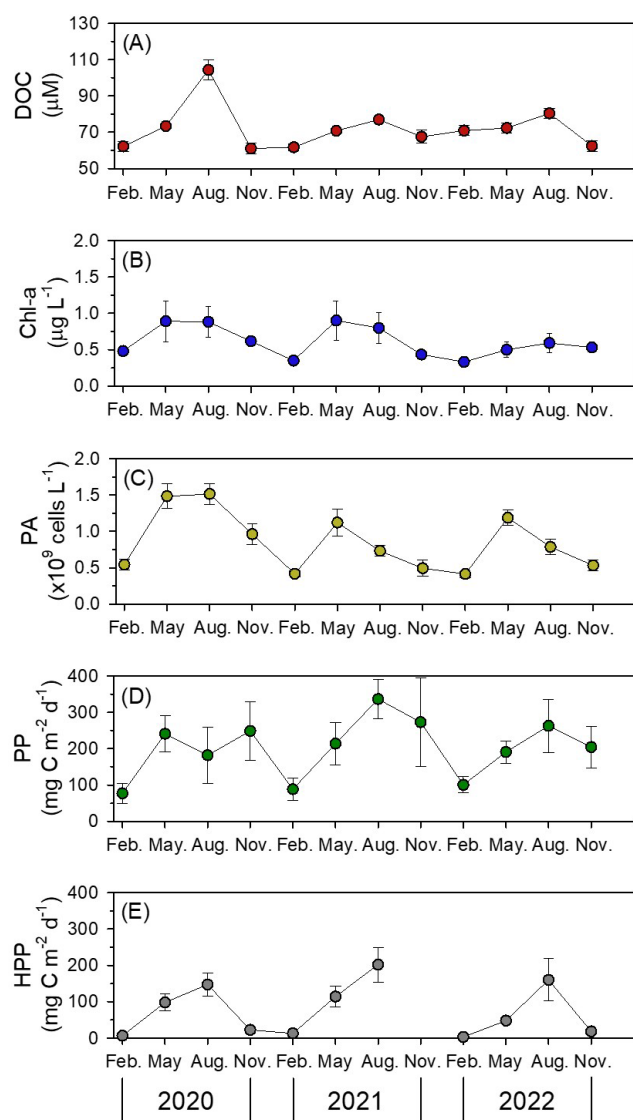 (A)
DOC
(μM)
130
110
90
70
50
Feb. May Aug. Nov. Feb. May Aug. Nov. Feb. May Aug. Nov.
(B)
Chl-a
(μg L⁻¹)
2.0
1.5
1.0
0.5
0.0
Feb. May Aug. Nov. Feb. May Aug. Nov. Feb. May Aug. Nov.
(C)
PA
(x10⁹ cells L⁻¹)
2.0
1.5
1.0
0.5
0.0
Feb. May Aug. Nov. Feb. May Aug. Nov. Feb. May Aug. Nov.
(D)
PP
(mg C m⁻² d⁻¹)
400
300
200
100
0
Feb. May. Aug. Nov. Feb. May Aug. Nov. Feb. May Aug. Nov.
(E)
HPP
(mg C m⁻² d⁻¹)
400
300
200
100
0
Feb. May Aug. Nov. Feb. May Aug. Nov. Feb. May Aug. Nov.
2020 2021 2022